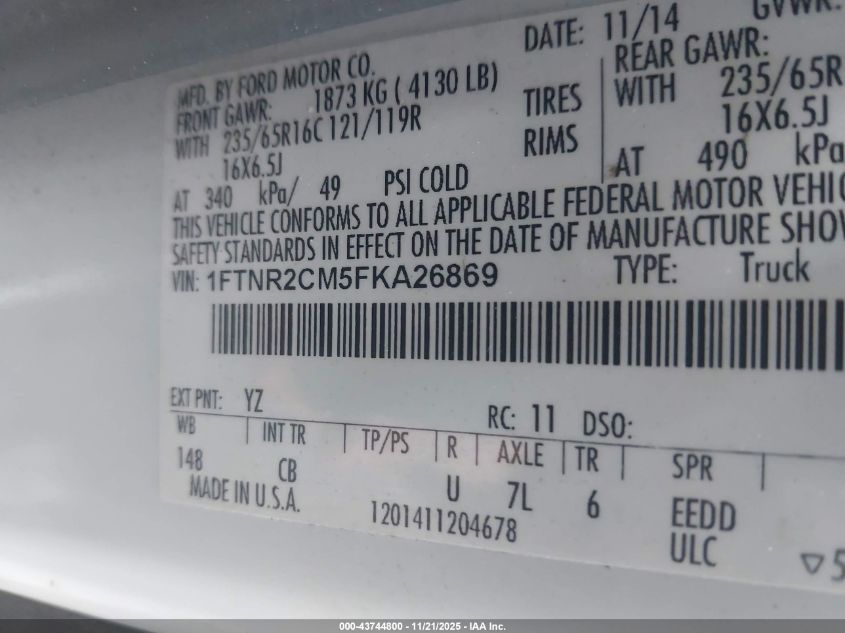 DATE: 11/14 GVWR:
MFD. BY FORD MOTOR CO.
FRONT GAWR: 1873 KG ( 4130 LB) REAR GAWR:
WITH 235/65R16C 121/119R TIRES WITH 235/65R
16X6.5J RIMS 16X6.5J
AT 340 kPa/ 49 PSI COLD AT 490 kPa
THIS VEHICLE CONFORMS TO ALL APPLICABLE FEDERAL MOTOR VEHIC
SAFETY STANDARDS IN EFFECT ON THE DATE OF MANUFACTURE SHOW
VIN: 1FTNR2CM5FKA26869 TYPE: Truck
EXT PNT: YZ RC: 11 DSO:
WB INT TR TP/PS R AXLE TR SPR
148 CB U 7L 6 EEDD
MADE IN U.S.A. 1201411204678 ULC
▽5
000-43744800 - 11/21/2025 - IAA Inc.